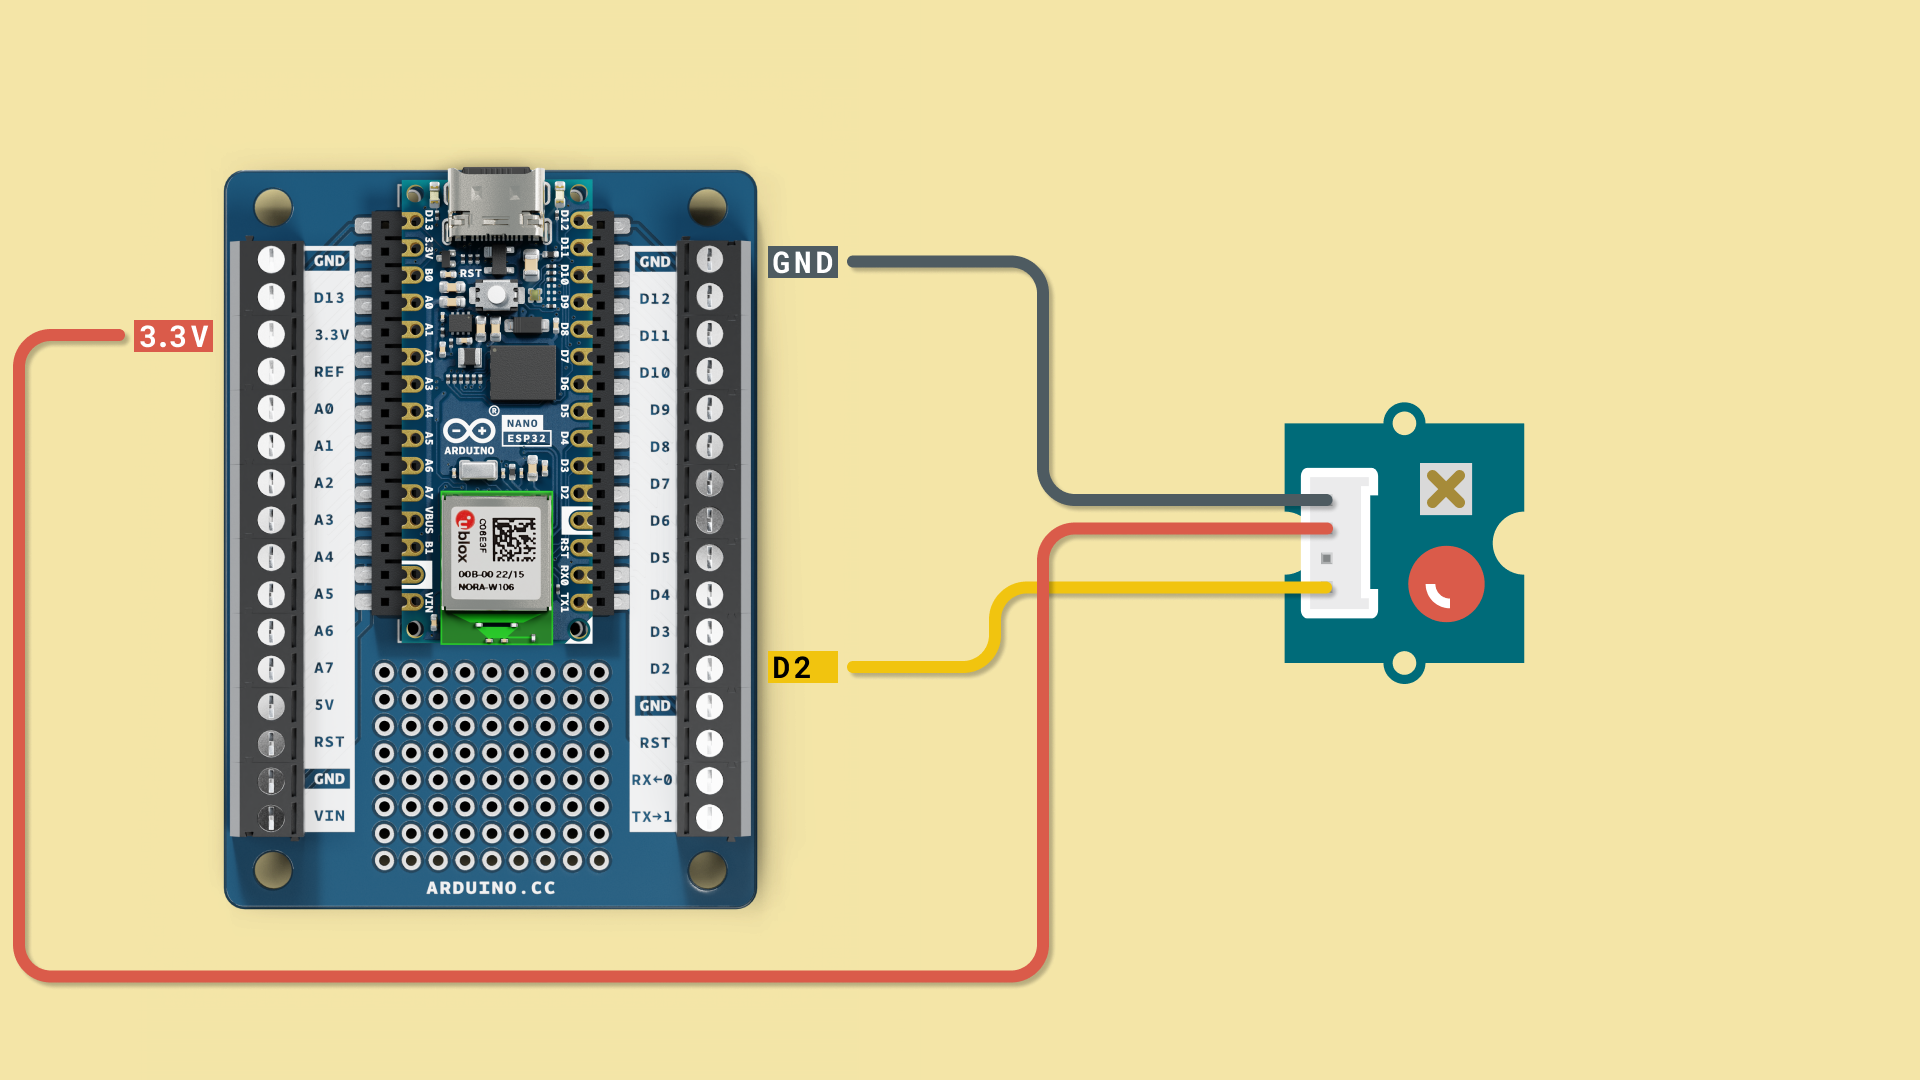 3.3V
GND
D13
3.3V
REF
A0
A1
A2
A3
A4
A5
A6
A7
5V
RST
GND
VIN
D13
3.3V
B0
A0
A1
A2
A3
A4
A5
A6
A7
VBUS
B1
VIN
RST
®
ARDUINO
NANO
ESP32
ublox
C06E3F
00B-00 22/15
NORA-W106
D12
D11
D10
D9
D8
D7
D6
D5
D4
D3
D2
RST
RX0
TX1
GND
D12
D11
D10
D9
D8
D7
D6
D5
D4
D3
D2
GND
RST
RX←0
TX→1
ARDUINO.CC
GND
D2